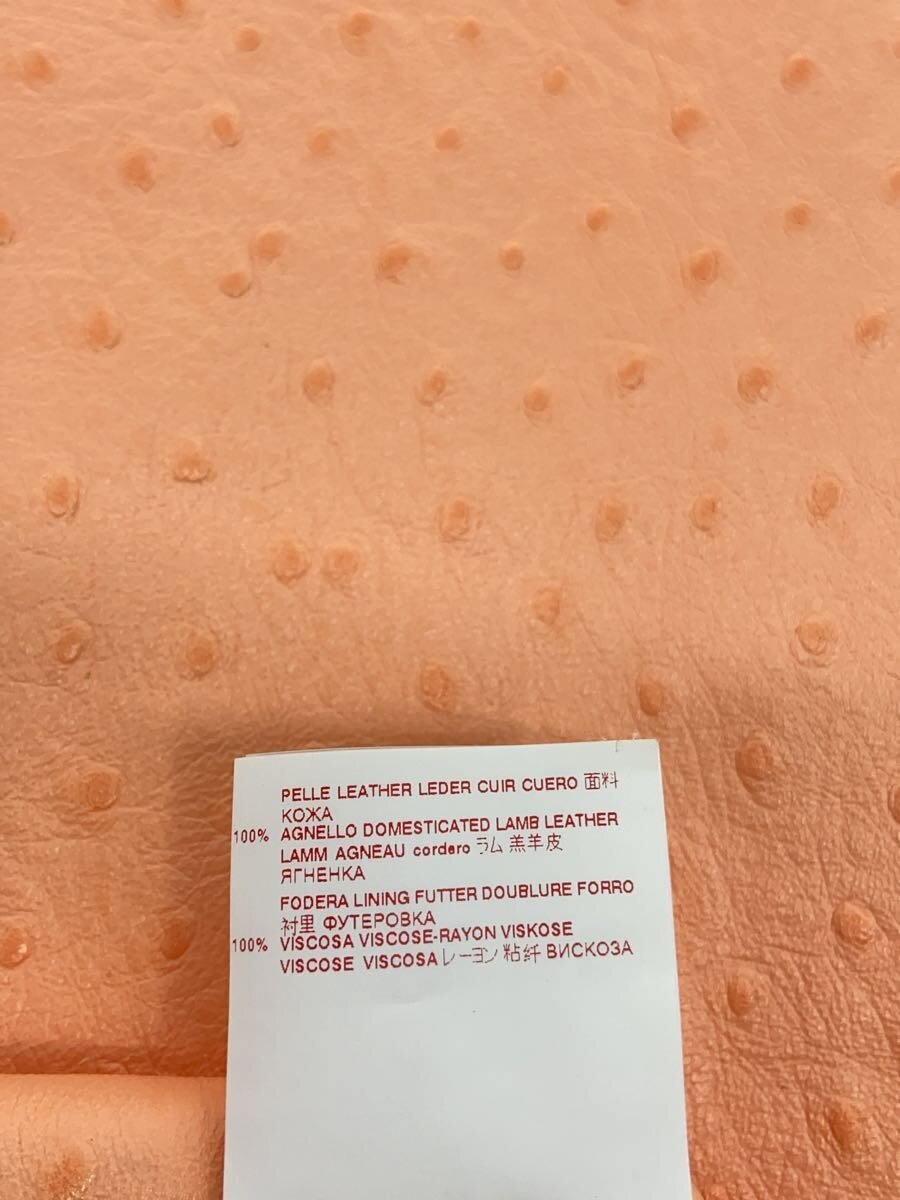 PELLE LEATHER LEDER CUIR CUERO 面料
КОЖА
100% AGNELLO DOMESTICATED LAMB LEATHER
LAMM AGNEAU cordero ラム 羔羊皮
ЯГНЕНКА
FODERA LINING FUTTER DOUBLURE FORRO
衬里 ФУТЕРОВКА
100% VISCOSA VISCOSE-RAYON VISKOSE
VISCOSE VISCOSA レーヨン 粘纤 ВИСКОЗА